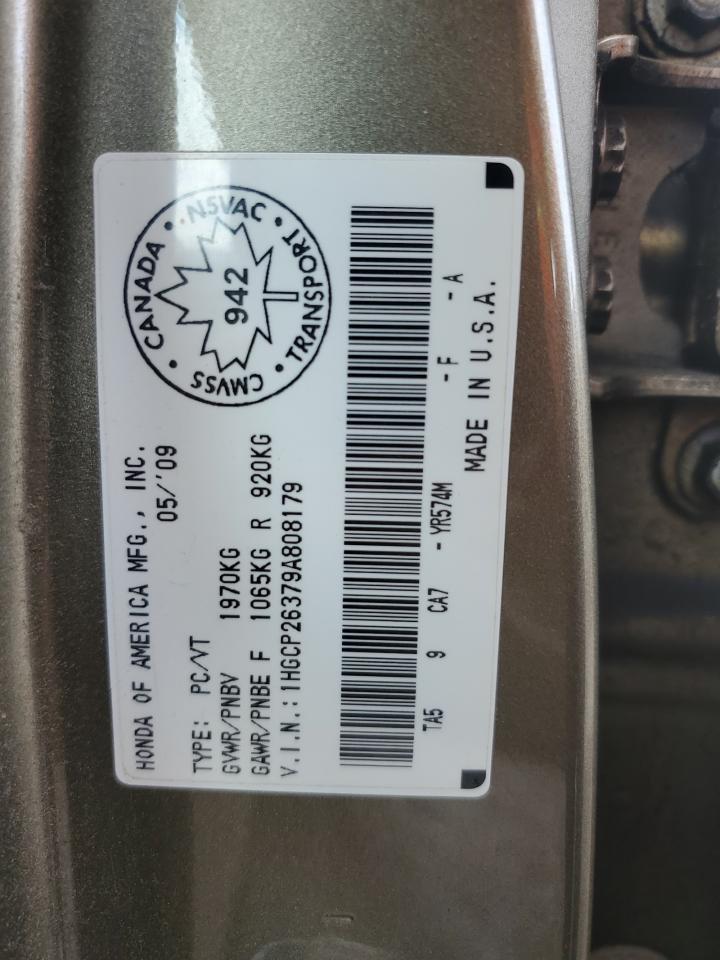 HONDA OF AMERICA MFG., INC.
05/'09
TYPE: PC/VT
GVWR/PNBV 1970KG
GAWR/PNBE F 1065KG R 920KG
V.I.N.: 1HGCP26379A808179
CANADA · NSVAC · TRANSPORT · CMVSS ·
942
TA5 9 CA7 - YR574M - F - A
MADE IN U.S.A.